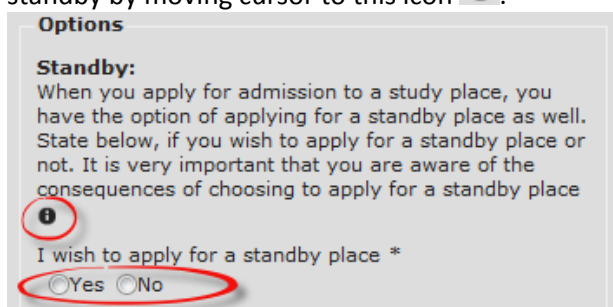 standby by moving cursor to this icon.
Options
Standby:
When you apply for admission to a study place, you
have the option of applying for a standby place as well.
State below, if you wish to apply for a standby place or
not. It is very important that you are aware of the
consequences of choosing to apply for a standby place
I wish to apply for a standby place *
Yes No